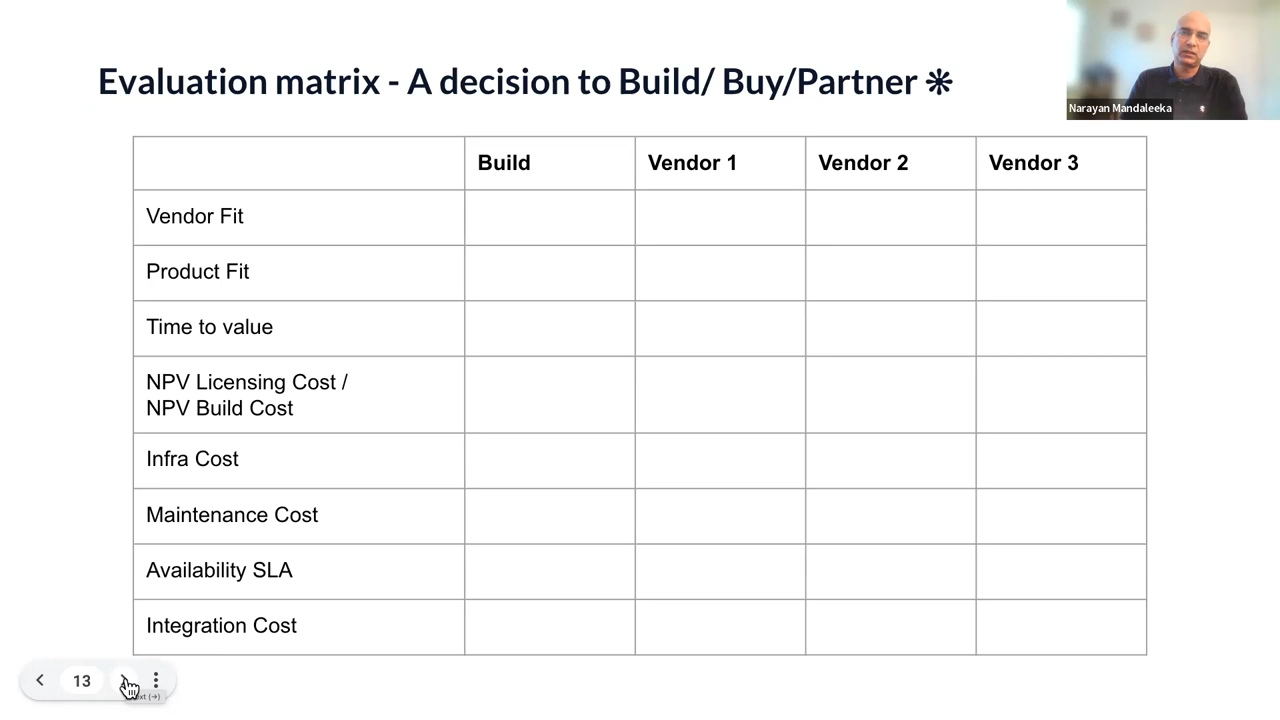 Evaluation matrix - A decision to Build/ Buy/Partner ❋
Narayan Mandaleeka
Build Vendor 1 Vendor 2 Vendor 3
Vendor Fit
Product Fit
Time to value
NPV Licensing Cost /
NPV Build Cost
Infra Cost
Maintenance Cost
Availability SLA
Integration Cost
13